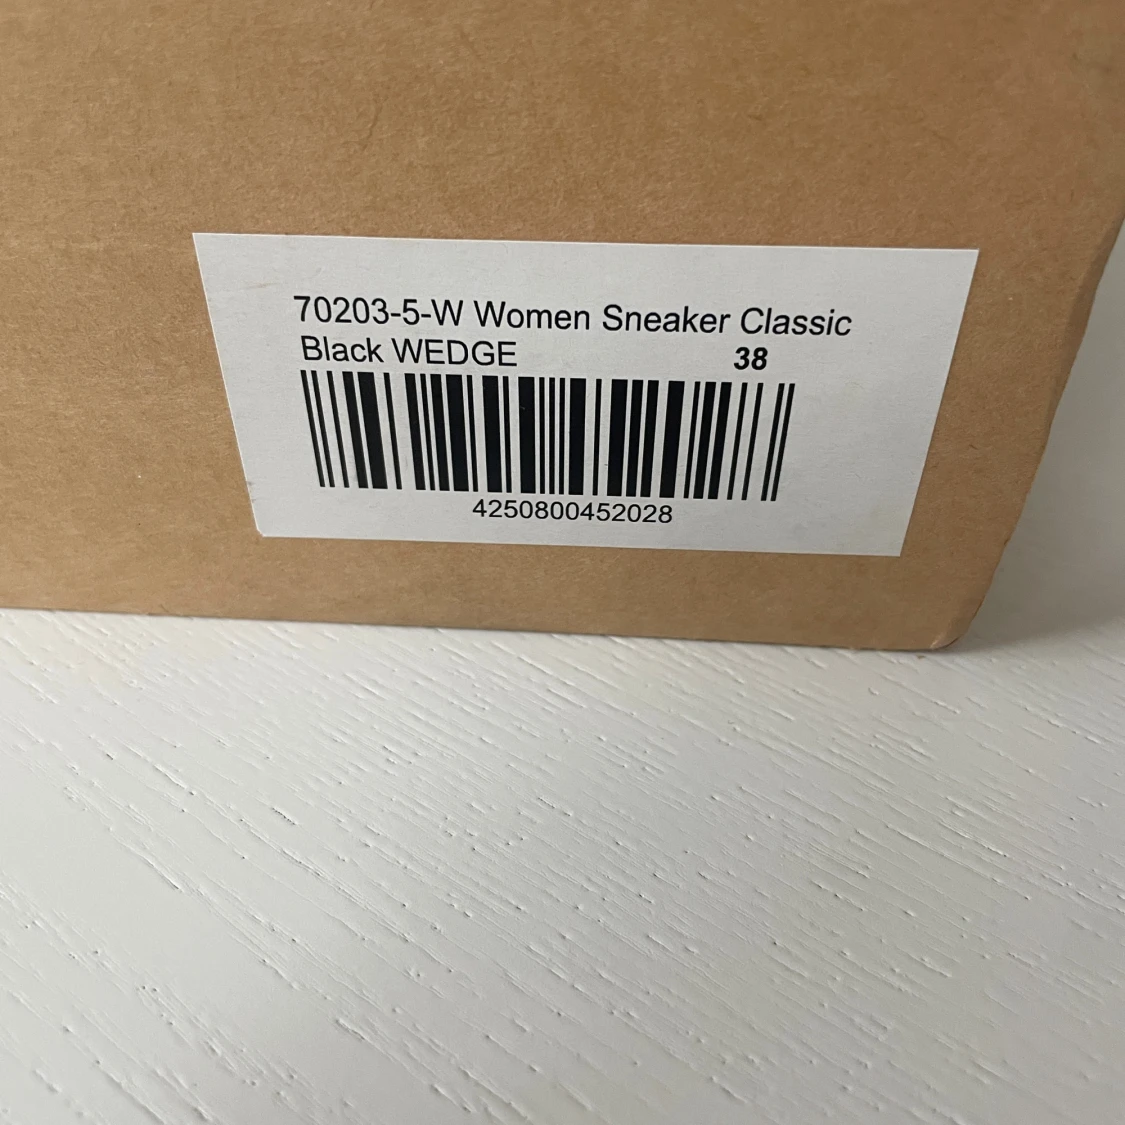 70203-5-W Women Sneaker Classic
Black WEDGE 38
4250800452028